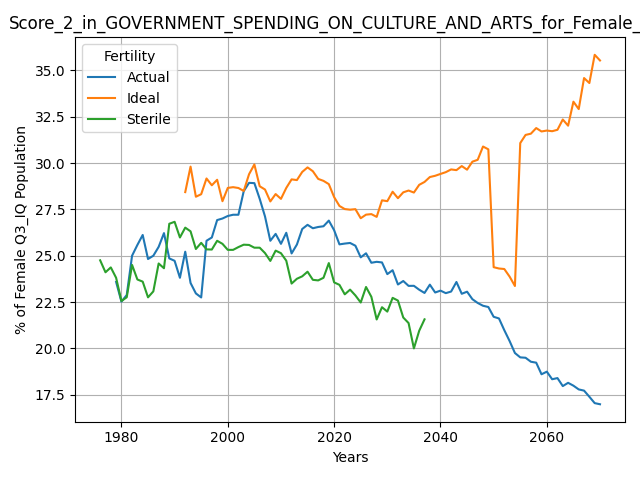 Score_2_in_GOVERNMENT_SPENDING_ON_CULTURE_AND_ARTS_for_Female_
Fertility
Actual
Ideal
Sterile
% of Female Q3_IQ Population
35.0
32.5
30.0
27.5
25.0
22.5
20.0
17.5
1980
2000
2020
2040
2060
Years